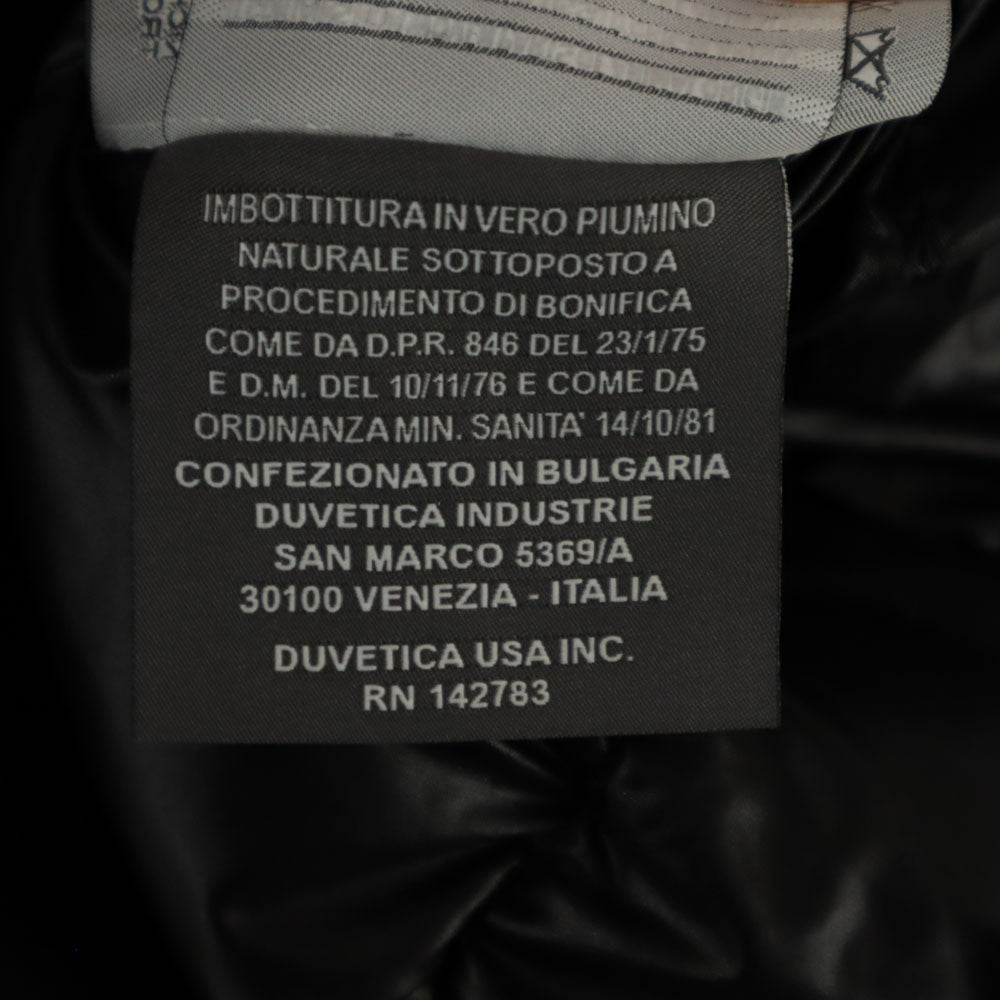 IMBOTTITURA IN VERO PIUMINO
NATURALE SOTTOPOSTO A
PROCEDIMENTO DI BONIFICA
COME DA D.P.R. 846 DEL 23/1/75
E D.M. DEL 10/11/76 E COME DA
ORDINANZA MIN. SANITA' 14/10/81
CONFEZIONATO IN BULGARIA
DUVETICA INDUSTRIE
SAN MARCO 5369/A
30100 VENEZIA - ITALIA
DUVETICA USA INC.
RN 142783